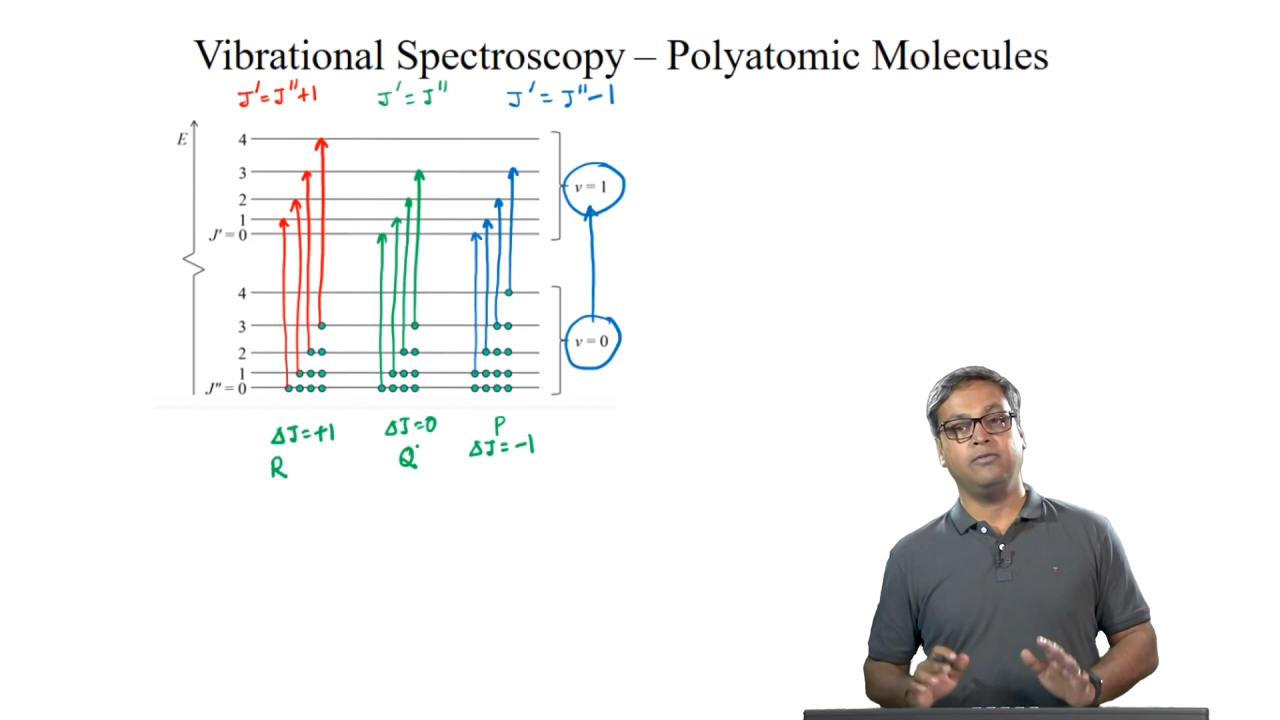 Vibrational Spectroscopy – Polyatomic Molecules
J' = J"+1
J' = J"
J' = J"-1
E
4
3
2
1
J' = 0
v = 1
4
3
2
1
J" = 0
v = 0
ΔJ=+1
R
ΔJ=0
Q
P
ΔJ=-1